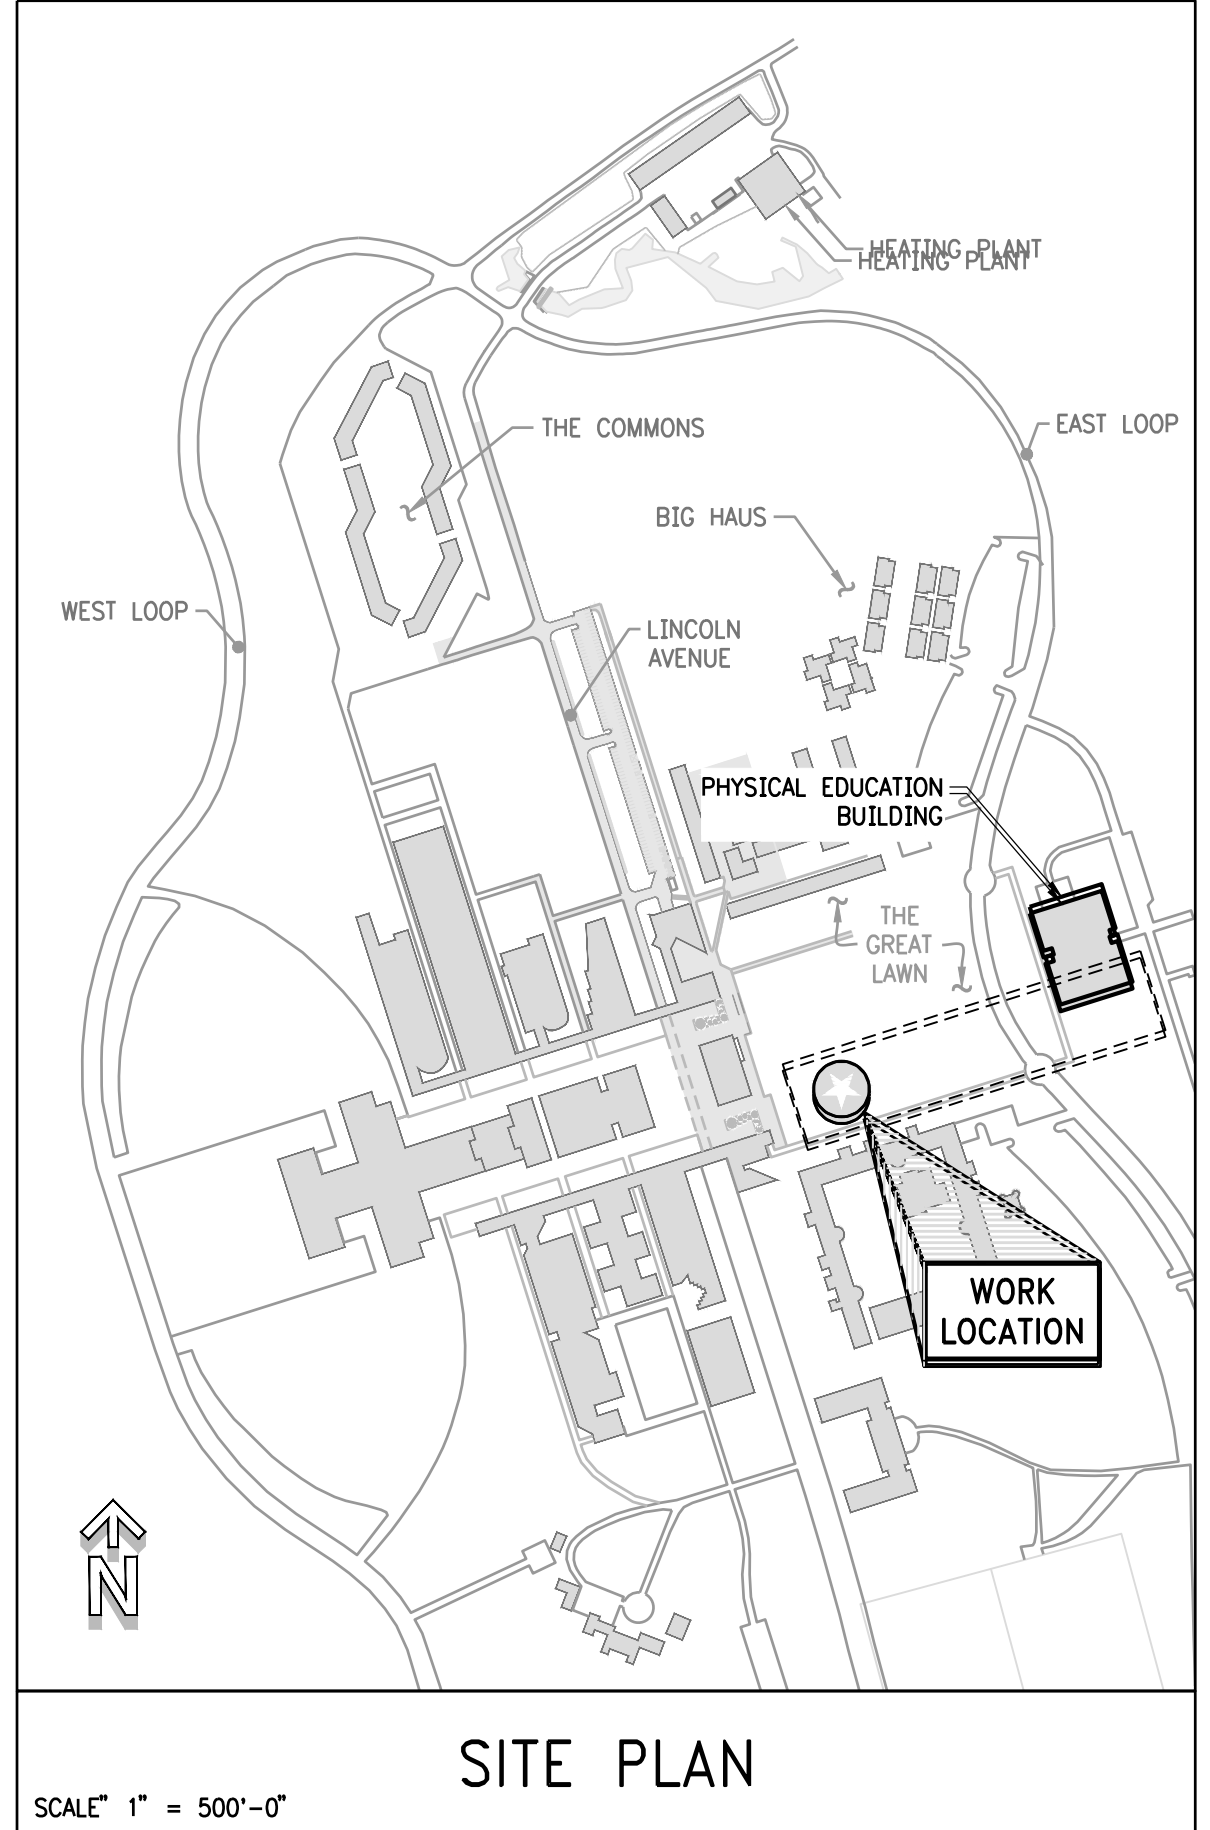 HEATING PLANT
HEATING PLANT
THE COMMONS
EAST LOOP
BIG HAUS
WEST LOOP
LINCOLN
AVENUE
PHYSICAL EDUCATION
BUILDING
THE
GREAT
LAWN
WORK
LOCATION
N
SITE PLAN
SCALE" 1" = 500'-0"